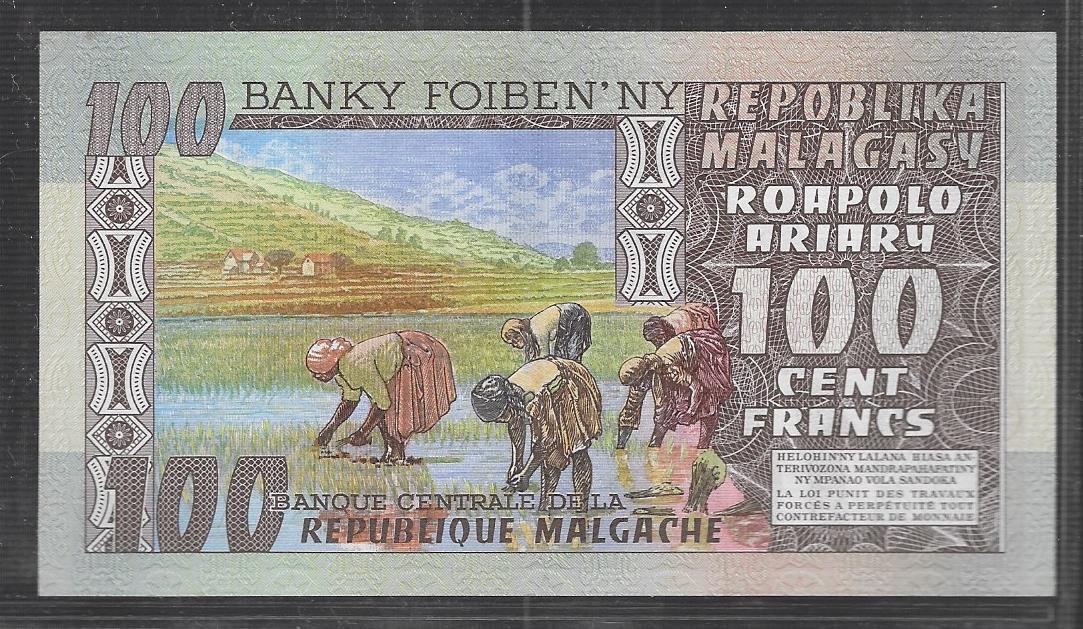 100
BANKY FOIBEN'NY
REPOBLIKA
MALAGASY
ROAPOLO
ARIARY
100
CENT
FRANCS
HELOHIN'NY LALANA HIASA AN-
TERIVOZONA MANDRAPAHAFATINY
NY MPANAO VOLA SANDOKA
LA LOI PUNIT DES TRAVAUX
FORCÉS A PERPÉTUITÉ TOUT
CONTREFACTEUR DE MONNAIE
100
BANQUE CENTRALE DE LA
REPUBLIQUE MALGACHE